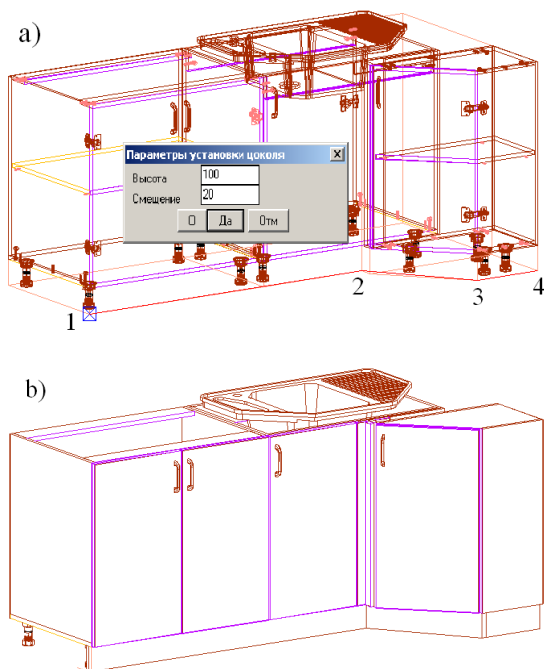 a)
Параметры установки цоколя
Высота 100
Смещение 20
О Да Отм
1 2 3 4
b)